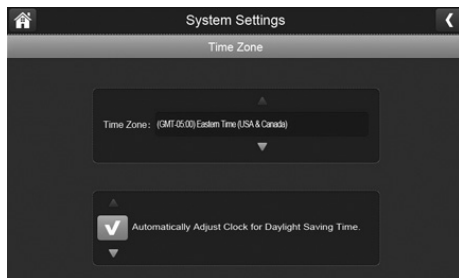 System Settings
Time Zone
Time Zone: (GMT-05:00) Eastern Time (USA & Canada)
Automatically Adjust Clock for Daylight Saving Time.